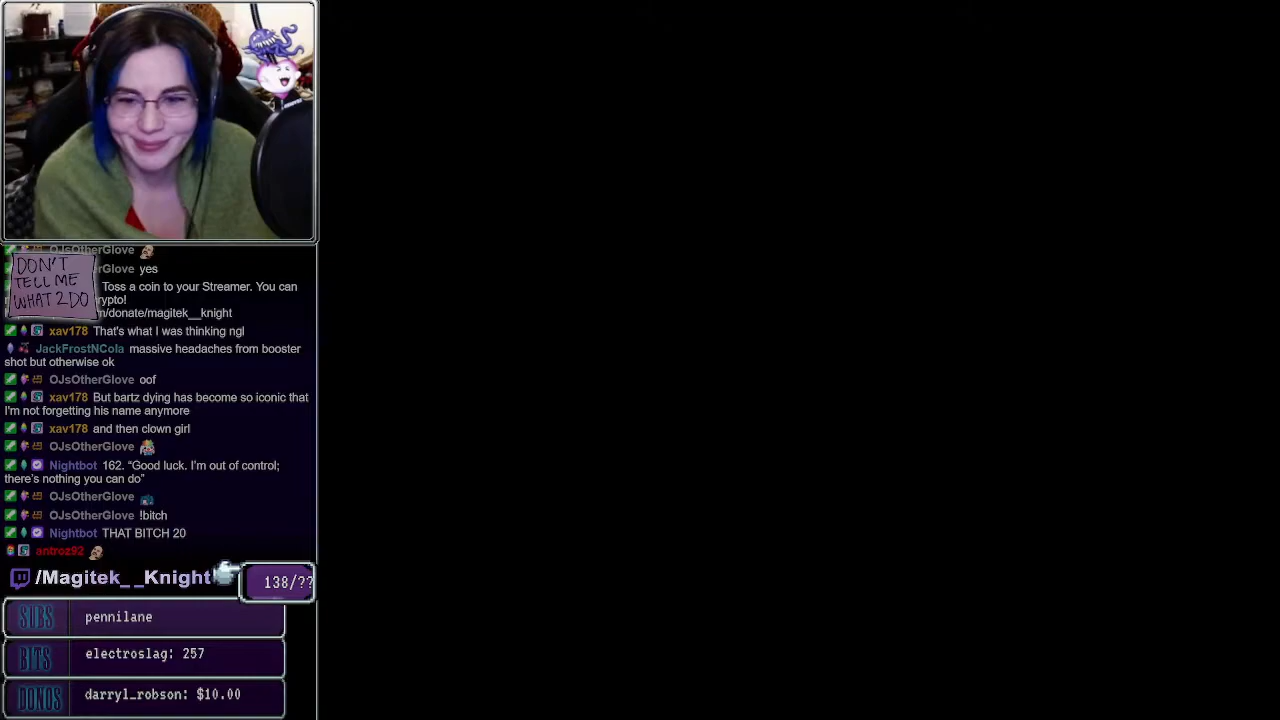 OJsOtherGlove
DON'T
TELL ME
WHAT 2 DO
rGlove yes
Toss a coin to your Streamer. You can
rypto!
m/donate/magitek__knight
xav178 That's what I was thinking ngl
JackFrostNCola massive headaches from booster
shot but otherwise ok
OJsOtherGlove oof
xav178 But bartz dying has become so iconic that
I'm not forgetting his name anymore
xav178 and then clown girl
OJsOtherGlove
Nightbot 162. “Good luck. I’m out of control;
there’s nothing you can do”
OJsOtherGlove
OJsOtherGlove !bitch
Nightbot THAT BITCH 20
antroz92
/Magitek__Knight
138/??
SUBS pennilane
BITS electroslag: 257
DONOS darryl_robson: $10.00